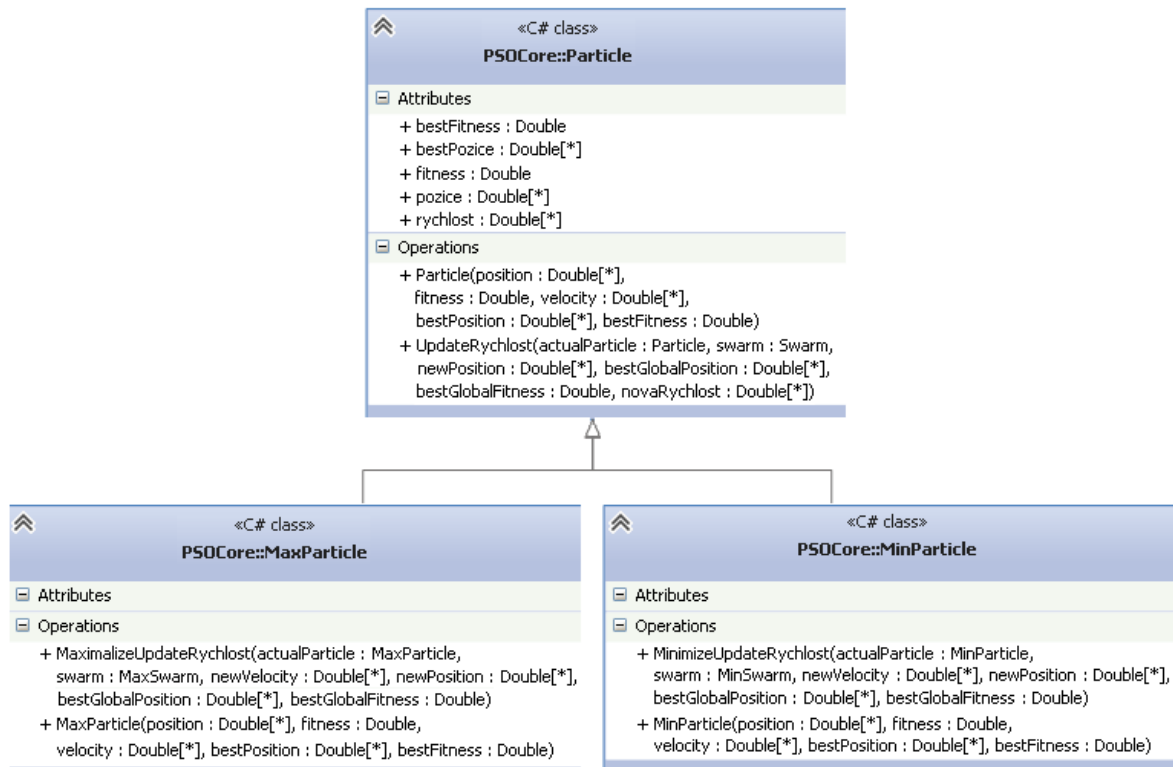 «C# class»
PSOCore::Particle
Attributes
+ bestFitness : Double
+ bestPozice : Double[*]
+ fitness : Double
+ pozice : Double[*]
+ rychlost : Double[*]
Operations
+ Particle(position : Double[*],
fitness : Double, velocity : Double[*],
bestPosition : Double[*], bestFitness : Double)
+ UpdateRychlost(actualParticle : Particle, swarm : Swarm,
newPosition : Double[*], bestGlobalPosition : Double[*],
bestGlobalFitness : Double, novaRychlost : Double[*])
«C# class»
PSOCore::MaxParticle
Attributes
Operations
+ MaximalizeUpdateRychlost(actualParticle : MaxParticle,
swarm : MaxSwarm, newVelocity : Double[*], newPosition : Double[*],
bestGlobalPosition : Double[*], bestGlobalFitness : Double)
+ MaxParticle(position : Double[*], fitness : Double,
velocity : Double[*], bestPosition : Double[*], bestFitness : Double)
«C# class»
PSOCore::MinParticle
Attributes
Operations
+ MinimizeUpdateRychlost(actualParticle : MinParticle,
swarm : MinSwarm, newVelocity : Double[*], newPosition : Double[*],
bestGlobalPosition : Double[*], bestGlobalFitness : Double)
+ MinParticle(position : Double[*], fitness : Double,
velocity : Double[*], bestPosition : Double[*], bestFitness : Double)